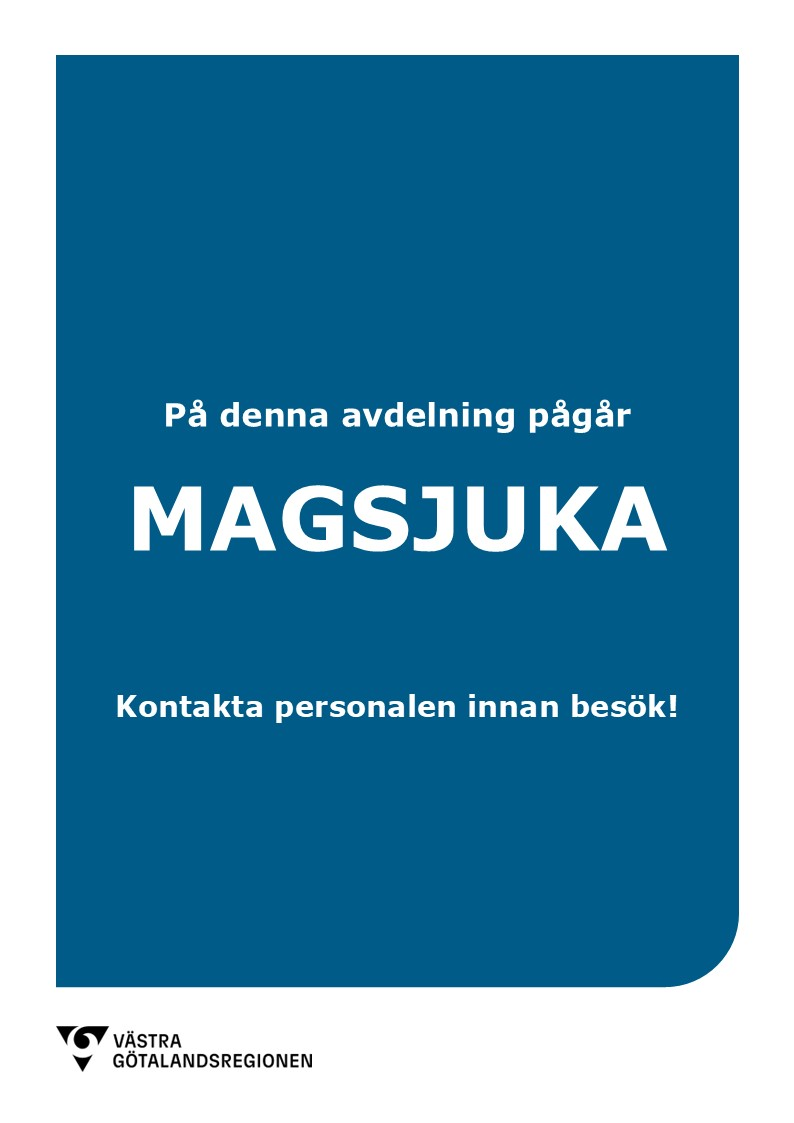 På denna avdelning pågår
MAGSJUKA
Kontakta personalen innan besök!
VÄSTRA
GÖTALANDSREGIONEN